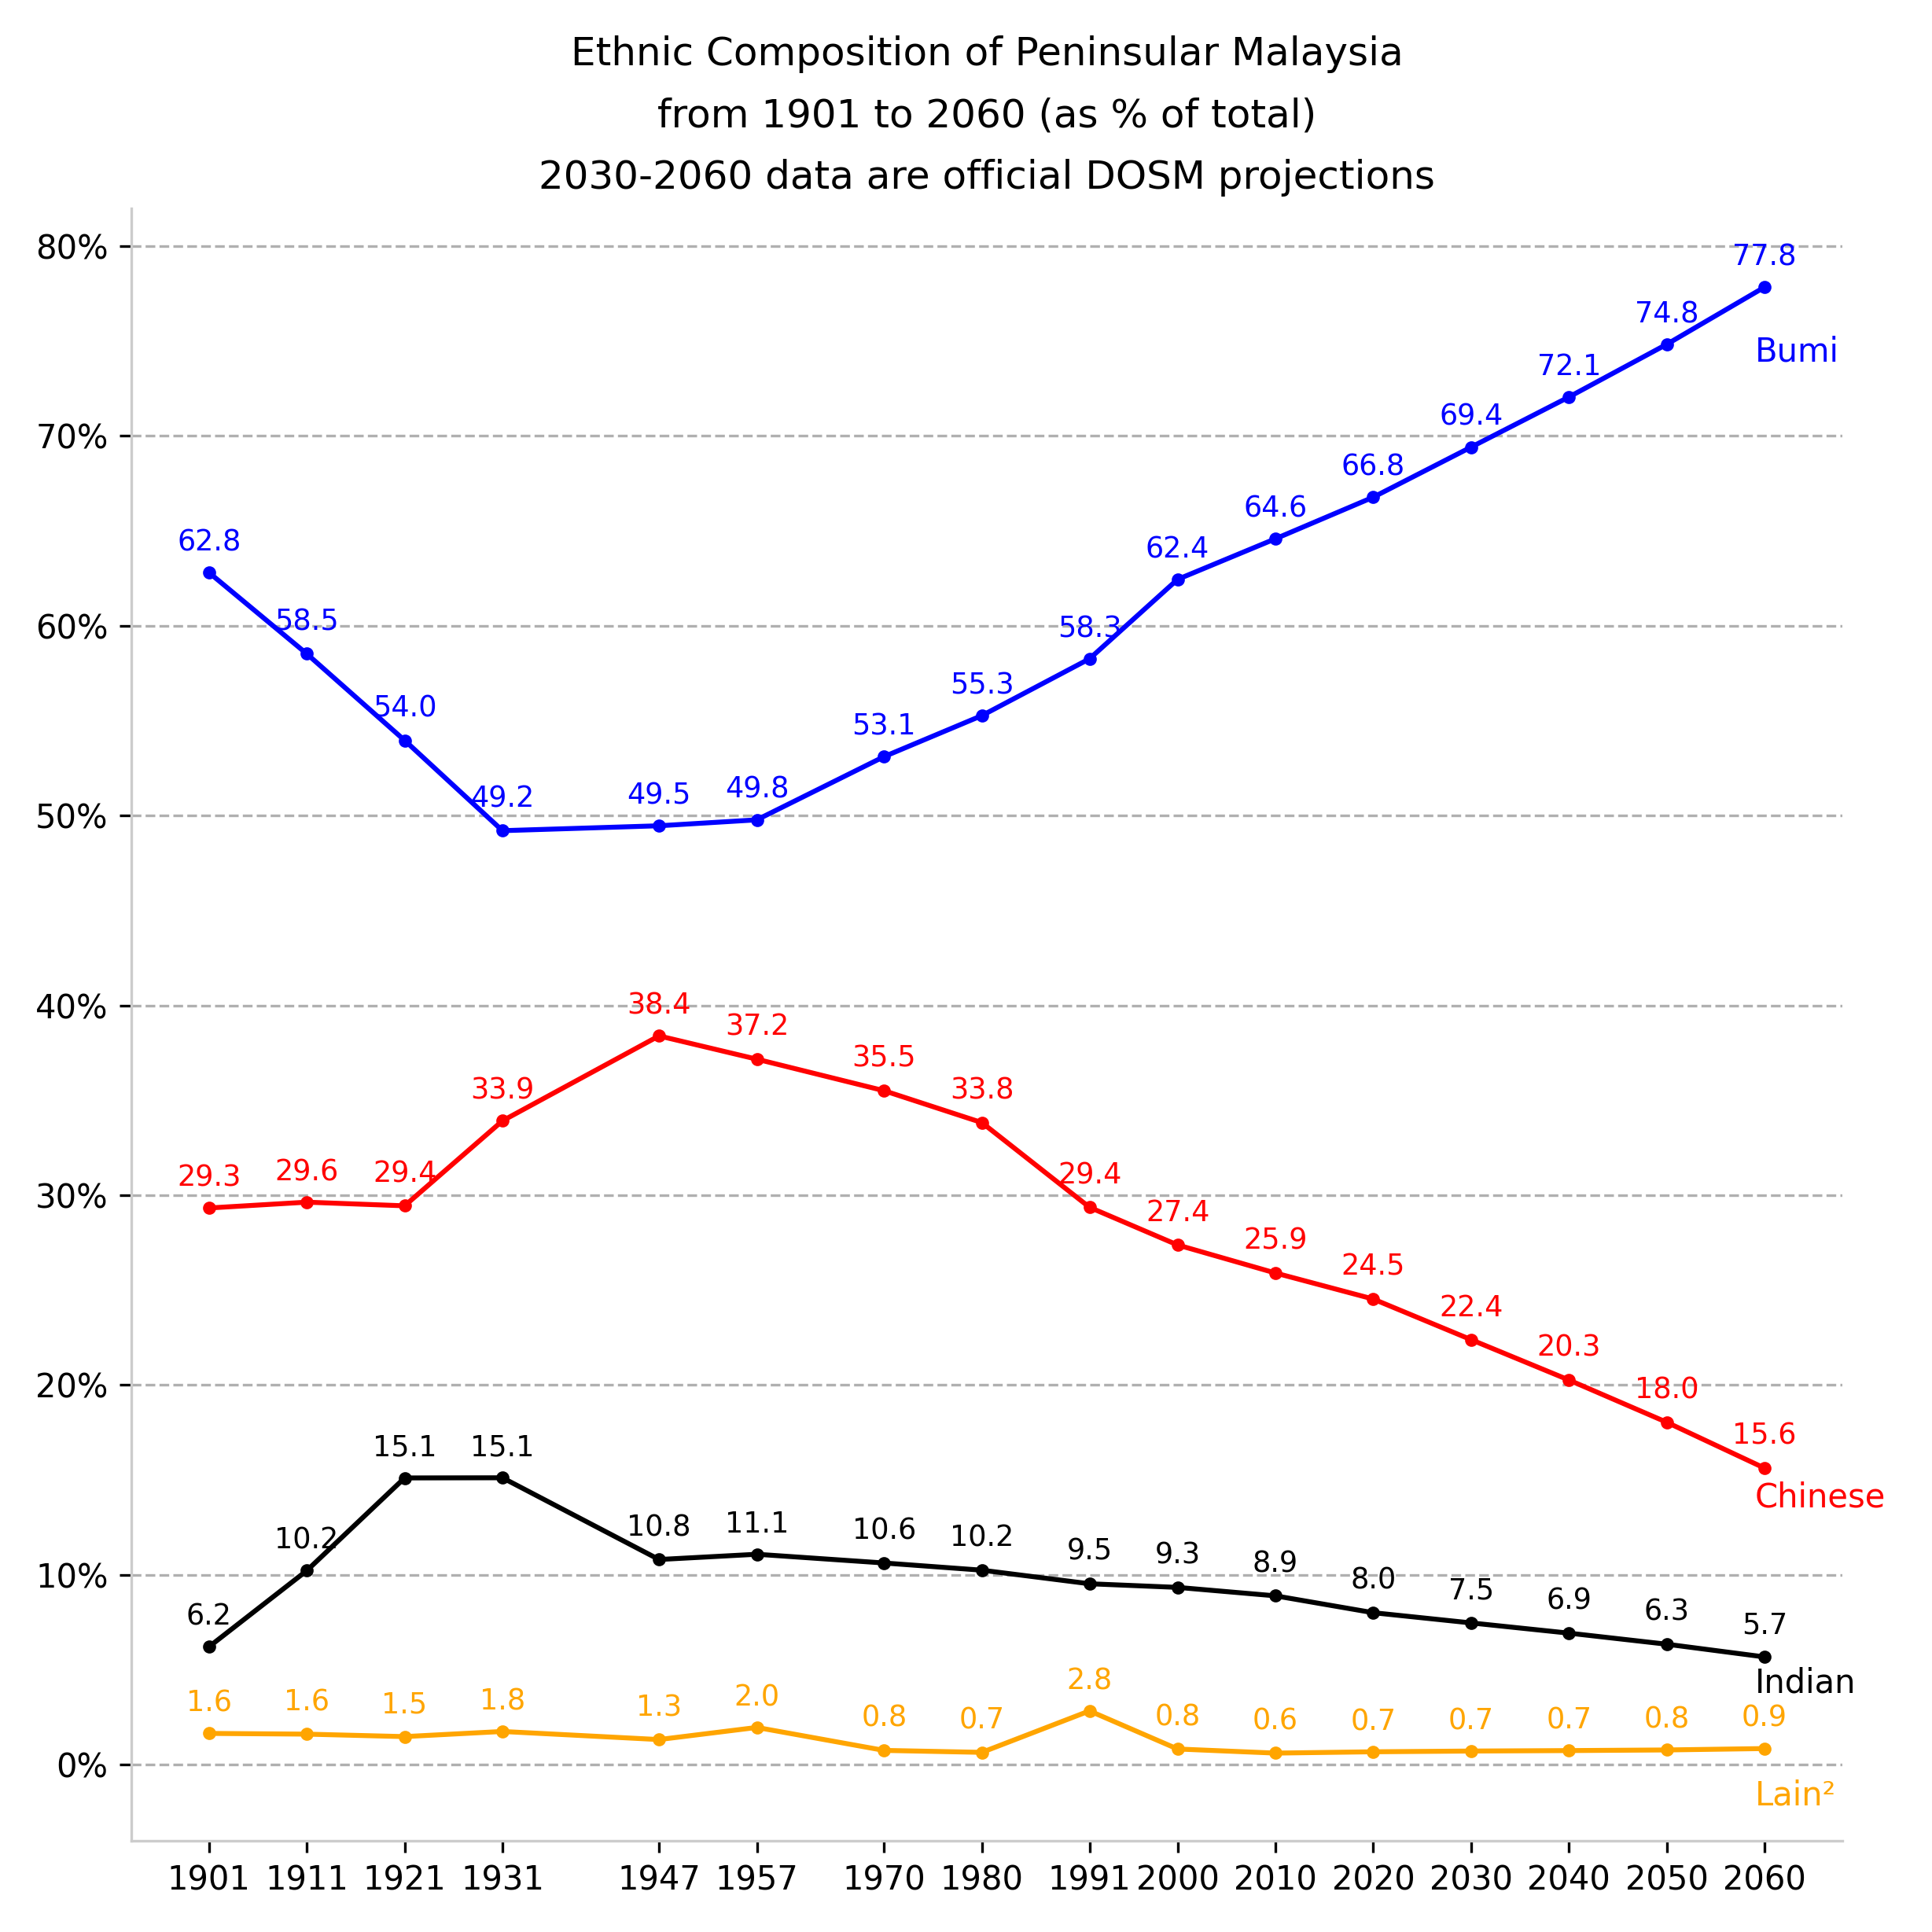 Ethnic Composition of Peninsular Malaysia
from 1901 to 2060 (as % of total)
2030-2060 data are official DOSM projections
80%
70%
60%
50%
40%
30%
20%
10%
0%
62.8 58.5 54.0 49.2 49.5 49.8 53.1 55.3 58.3 62.4 64.6 66.8 69.4 72.1 74.8 77.8
Bumi
29.3 29.6 29.4 33.9 38.4 37.2 35.5 33.8 29.4 27.4 25.9 24.5 22.4 20.3 18.0 15.6
Chinese
6.2 10.2 15.1 15.1 10.8 11.1 10.6 10.2 9.5 9.3 8.9 8.0 7.5 6.9 6.3 5.7
Indian
1.6 1.6 1.5 1.8 1.3 2.0 0.8 0.7 2.8 0.8 0.6 0.7 0.7 0.7 0.8 0.9
Lain²
1901 1911 1921 1931 1947 1957 1970 1980 1991 2000 2010 2020 2030 2040 2050 2060